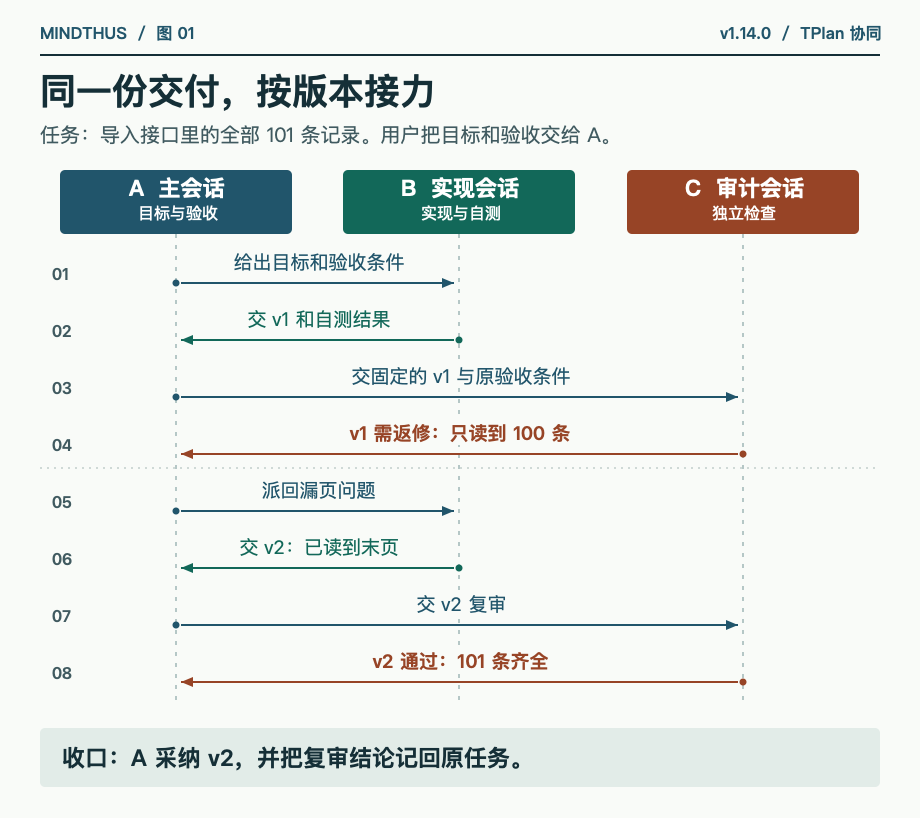 MINDTHUS / 图 01
v1.14.0 / TPlan 协同
同一份交付，按版本接力
任务：导入接口里的全部 101 条记录。用户把目标和验收交给 A。
A 主会话
目标与验收
B 实现会话
实现与自测
C 审计会话
独立检查
01 给出目标和验收条件
02 交 v1 和自测结果
03 交固定的 v1 与原验收条件
04 v1 需返修：只读到 100 条
05 派回漏页问题
06 交 v2：已读到末页
07 交 v2 复审
08 v2 通过：101 条齐全
收口：A 采纳 v2，并把复审结论记回原任务。